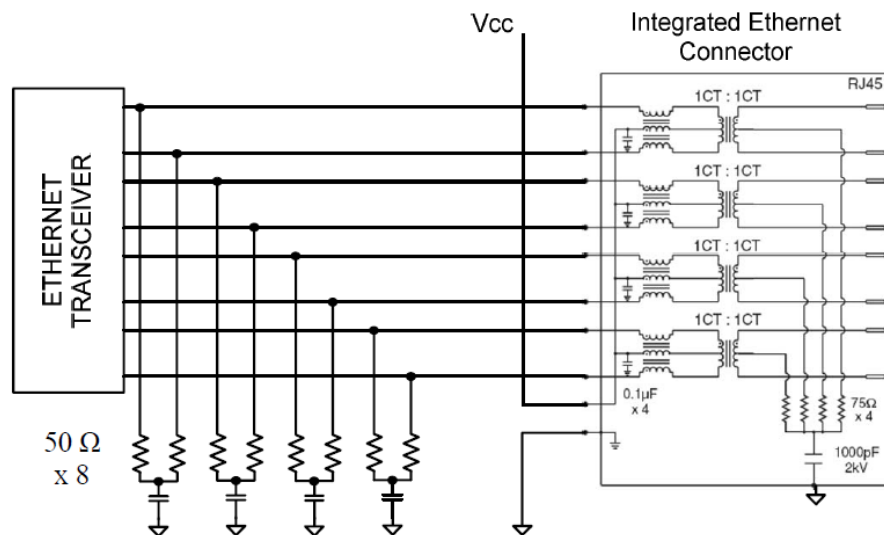 Vcc
Integrated Ethernet
Connector
RJ45
ETHERNET
TRANSCEIVER
1CT : 1CT
1CT : 1CT
1CT : 1CT
1CT : 1CT
0.1µF
x 4
75Ω
x 4
50 Ω
x 8
1000pF
2kV